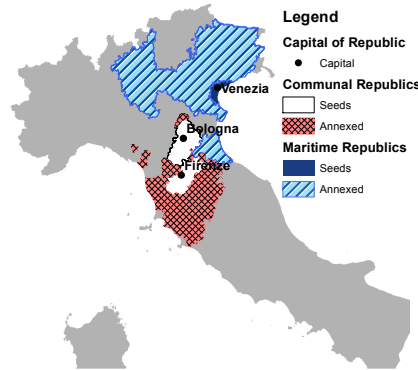 Legend
Capital of Republic
Capital
Communal Republics
Seeds
Annexed
Maritime Republics
Seeds
Annexed
Venezia
Bologna
Firenze